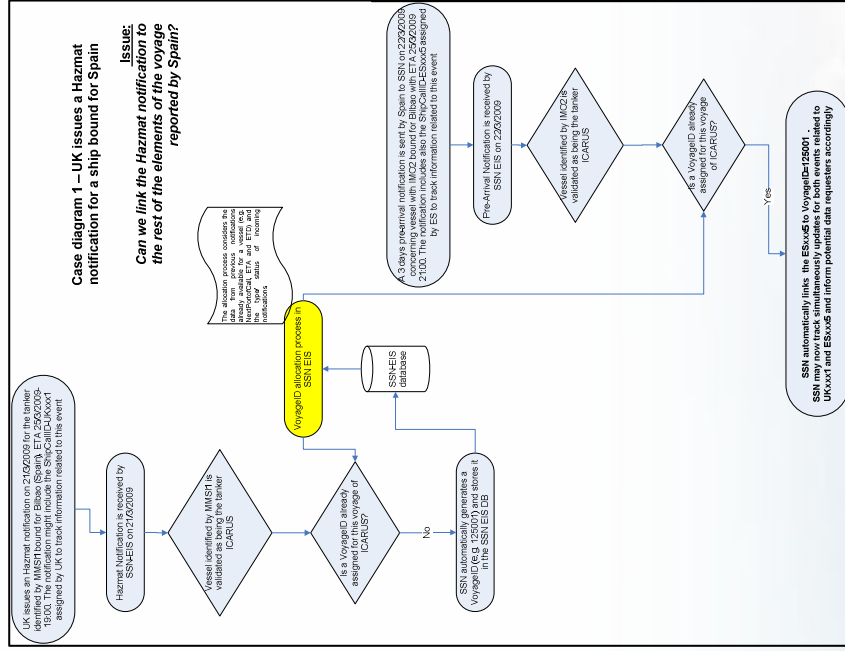 Case diagram 1 – UK issues a Hazmat
notification for a ship bound for Spain
Issue:
Can we link the Hazmat notification to
the rest of the elements of the voyage
reported by Spain?
UK issues an Hazmat notification on 21/3/2009 for the tanker
identified by MMSI1 bound for Bilbao (Spain), ETA 25/3/2009-
19:00. The notification might include the ShipCallID-UKxxx1
assigned by UK to track information related to this event
Hazmat Notification is received by
SSN-EIS on 21/3/2009
Vessel identified by MMSI1 is
validated as being the tanker
ICARUS
Is a VoyageID already
assigned for this voyage of
ICARUS?
No
SSN automatically generates a
VoyageID (e.g. 125001) and stores it
in the SSN EIS DB
SSN-EIS
database
VoyageID allocation process in
SSN EIS
The allocation process considers the
data from previous notifications
already available for a vessel (e.g.
NextPortofCall, ETA and ETD) and
the type/ status of incoming
notifications
A 3 days pre-arrival notification is sent by Spain to SSN on 22/3/2009
concerning vessel with IMO2 bound for Bilbao with ETA 25/3/2009
21:00. The notification includes also the ShipCallID-ESxxx5 assigned
by ES to track information related to this event
Pre-Arrival Notification is received by
SSN EIS on 22/3/2009
Vessel identified by IMO2 is
validated as being the tanker
ICARUS
Is a VoyageID already
assigned for this voyage
of ICARUS?
Yes
SSN automatically links the ESxxx5 to VoyageID=125001 .
SSN may now track simultaneously updates for both events related to
UKxxx1 and ESxxx5 and inform potential data requesters accordingly